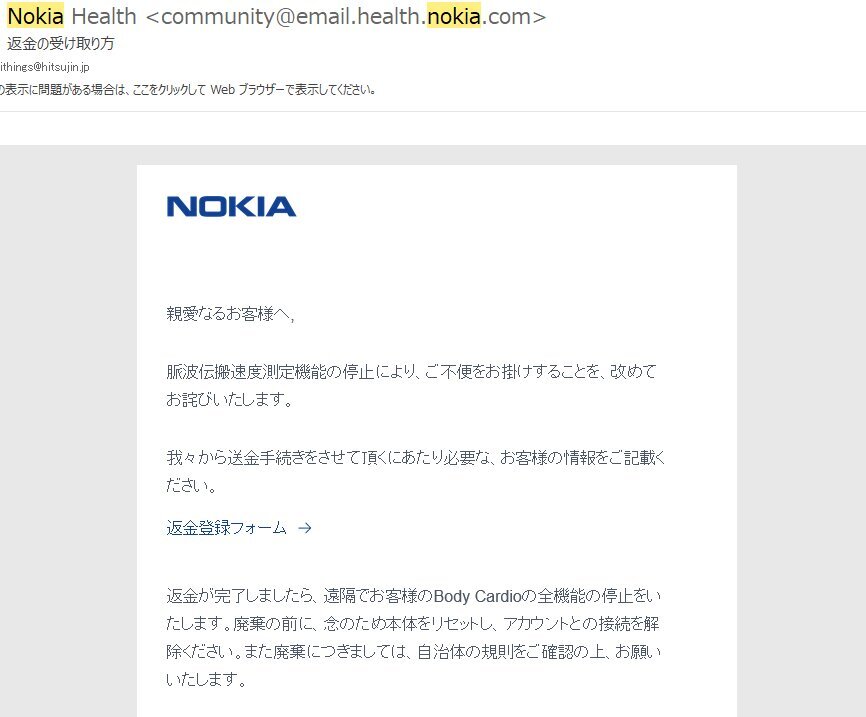 Nokia Health <community@email.health.nokia.com>
返金の受け取り方
ithings@hitsujin.jp
の表示に問題がある場合は、ここをクリックして Web ブラウザーで表示してください。
NOKIA
親愛なるお客様へ,
脈波伝搬速度測定機能の停止により、ご不便をお掛けすることを、改めて
お詫びいたします。
我々から送金手続きをさせて頂くにあたり必要な、お客様の情報をご記載く
ださい。
返金登録フォーム →
返金が完了しましたら、遠隔でお客様のBody Cardioの全機能の停止をい
たします。廃棄の前に、念のため本体をリセットし、アカウントとの接続を解
除ください。また廃棄につきましては、自治体の規則をご確認の上、お願い
いたします。